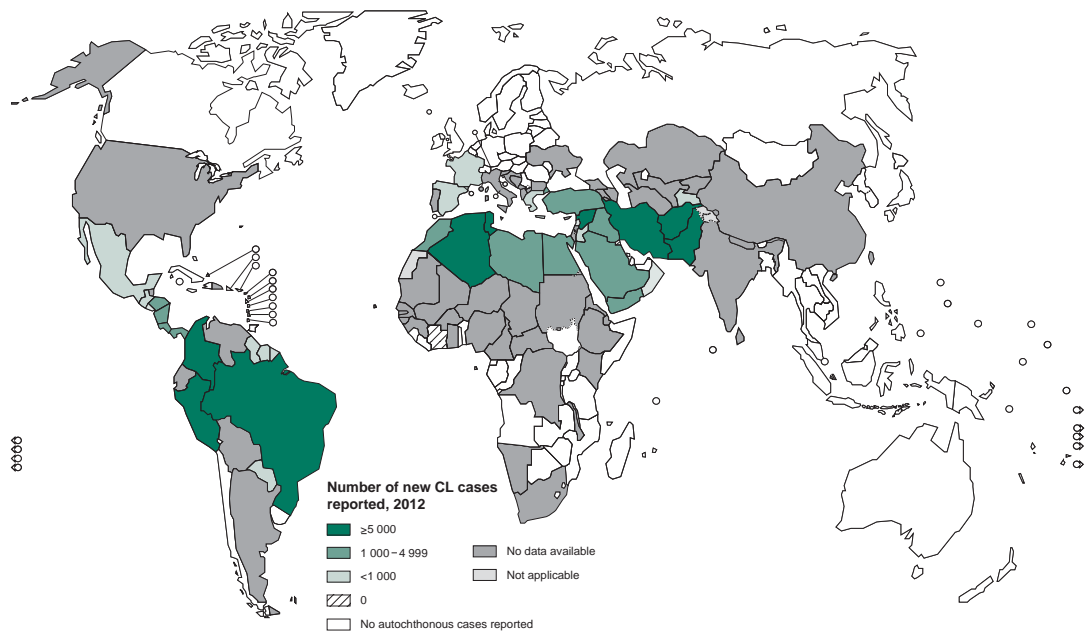 Number of new CL cases
reported, 2012
≥5 000
1 000–4 999
<1 000
0
No autochthonous cases reported
No data available
Not applicable